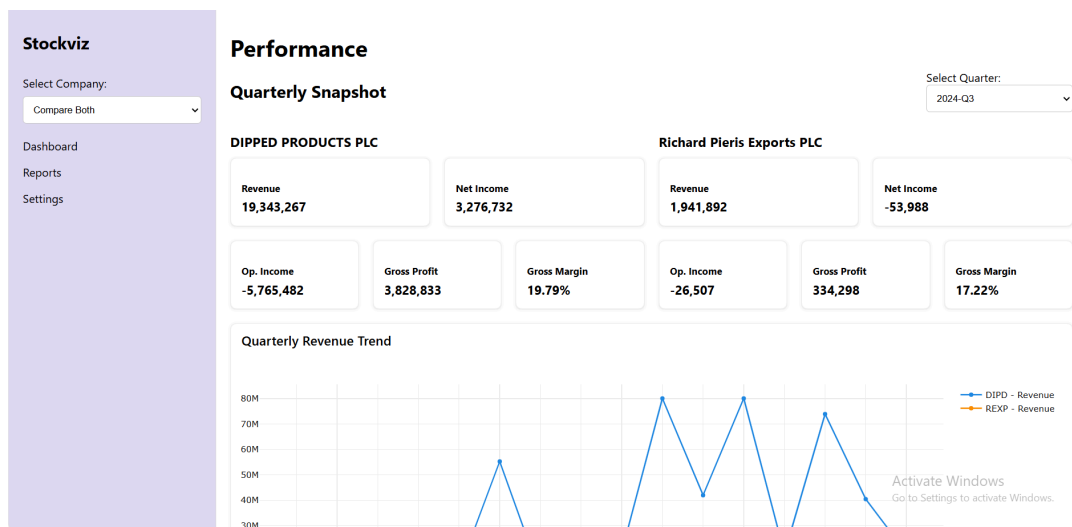 Stockviz
Select Company:
Compare Both
Dashboard
Reports
Settings
Performance
Quarterly Snapshot
Select Quarter:
2024-Q3
DIPPED PRODUCTS PLC
Revenue
19,343,267
Net Income
3,276,732
Op. Income
-5,765,482
Gross Profit
3,828,833
Gross Margin
19.79%
Richard Pieris Exports PLC
Revenue
1,941,892
Net Income
-53,988
Op. Income
-26,507
Gross Profit
334,298
Gross Margin
17.22%
Quarterly Revenue Trend
80M
70M
60M
50M
40M
30M
DIPD - Revenue
REXP - Revenue
Activate Windows
Go to Settings to activate Windows.